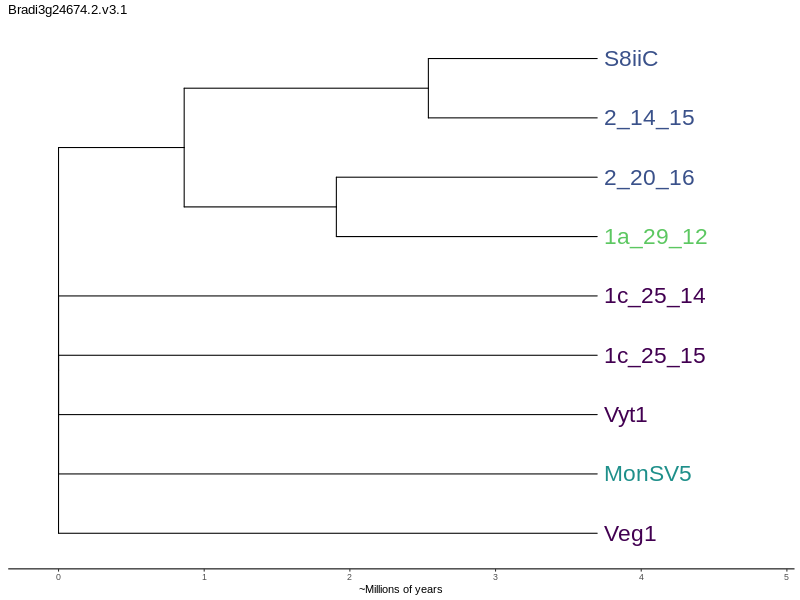 Bradi3g24674.2.v3.1
S8iiC
2_14_15
2_20_16
1a_29_12
1c_25_14
1c_25_15
Vyt1
MonSV5
Veg1
0 1 2 3 4 5
~Millions of years